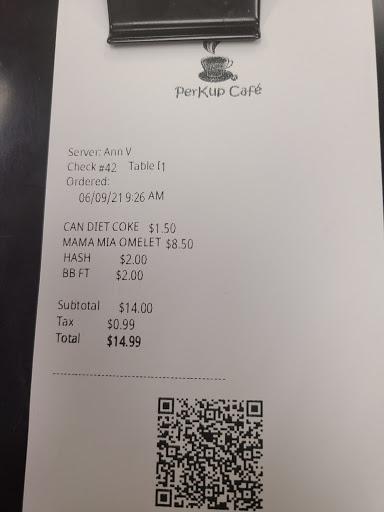 PerKup Café
Server: Ann V
Check #42 Table E1
Ordered:
06/09/21 9:26 AM
CAN DIET COKE $1.50
MAMA MIA OMELET $8.50
HASH $2.00
BB FT $2.00
Subtotal $14.00
Tax $0.99
Total $14.99